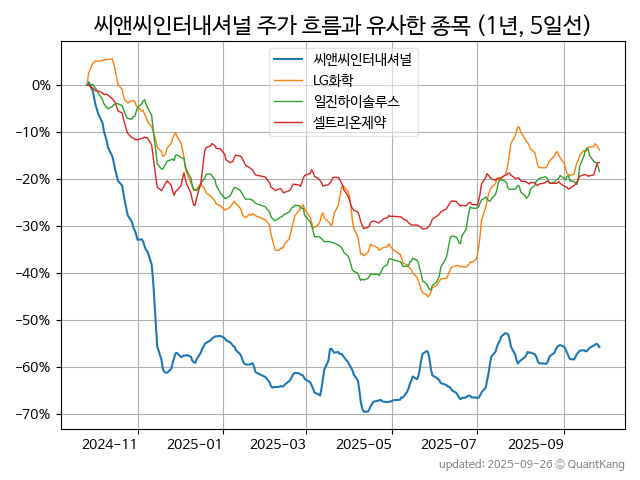 씨앤씨인터내셔널 주가 흐름과 유사한 종목 (1년, 5일선)
씨앤씨인터내셔널
LG화학
일진하이솔루스
셀트리온제약
0%
−10%
−20%
−30%
−40%
−50%
−60%
−70%
2024-11
2025-01
2025-03
2025-05
2025-07
2025-09
updated: 2025-09-26 © QuantKang